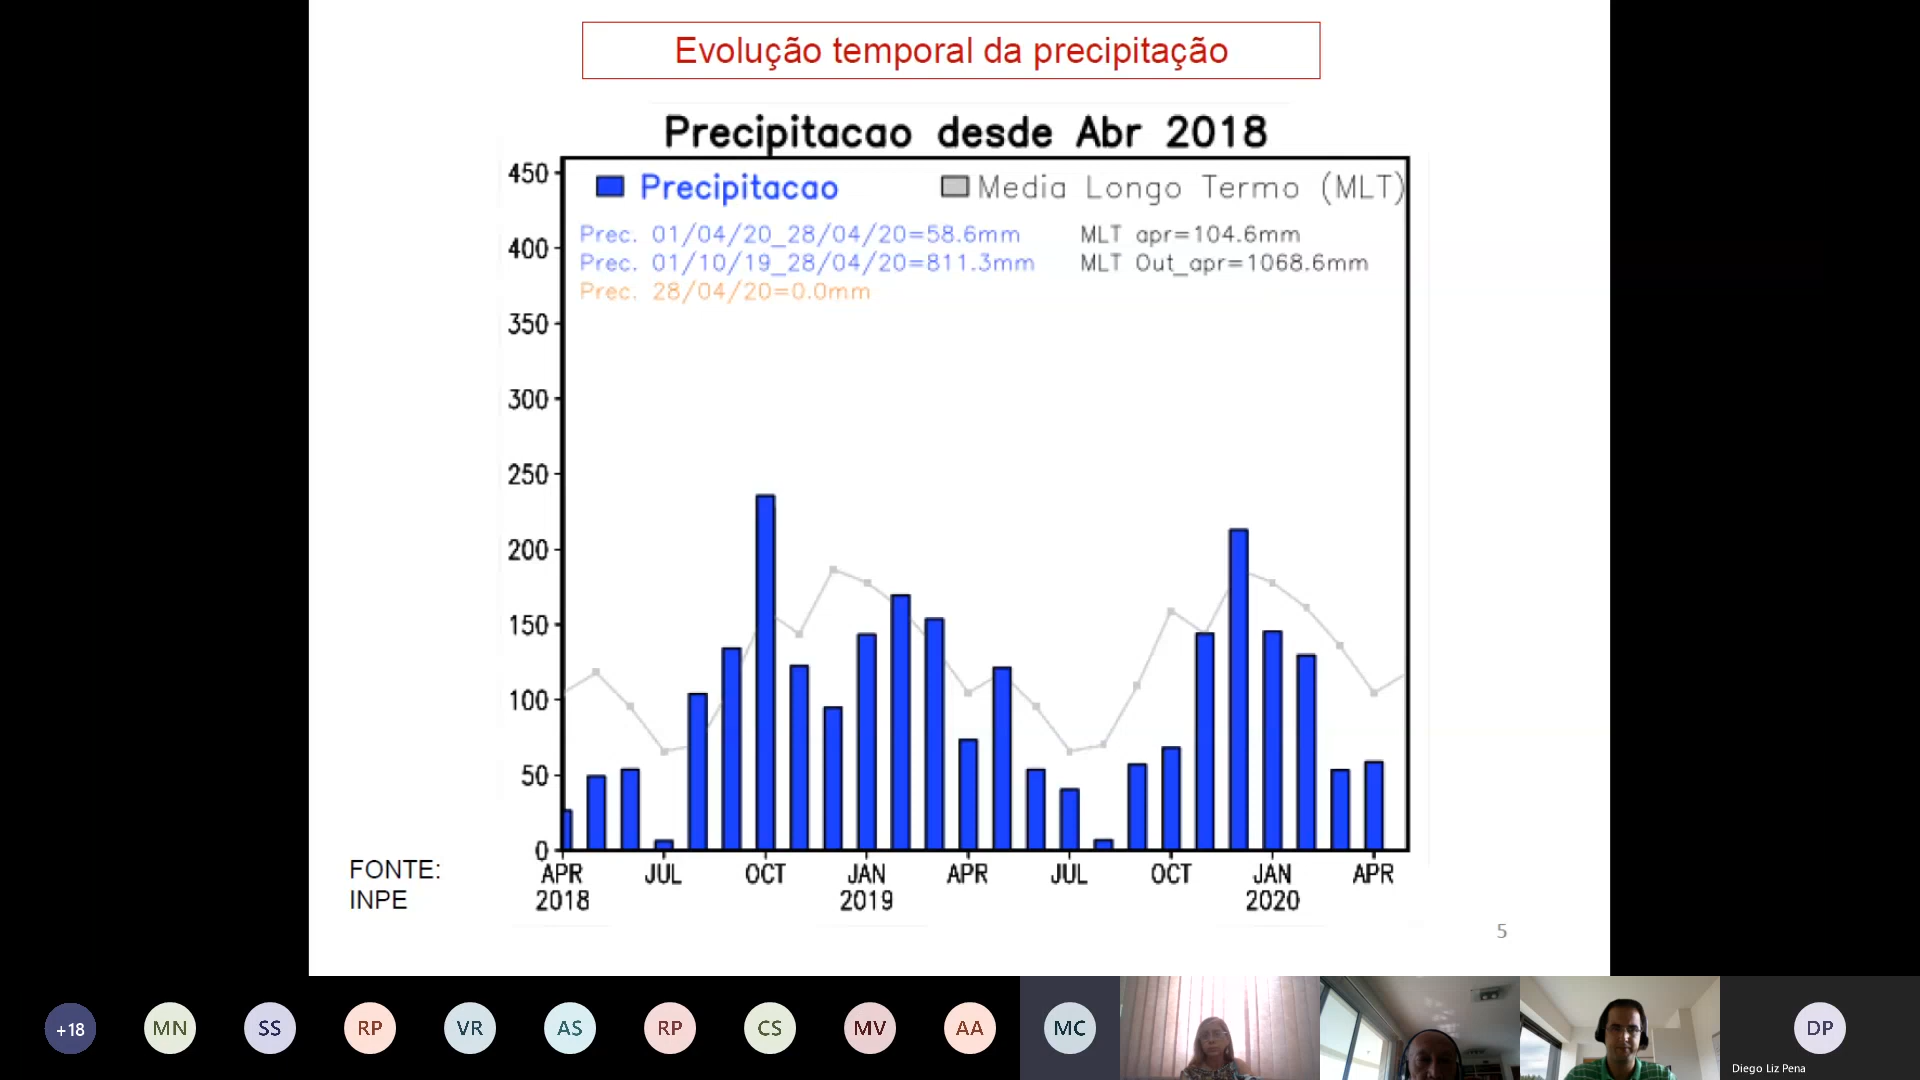 Evolução temporal da precipitação
Precipitacao desde Abr 2018
450
Precipitacao
Media Longo Termo (MLT)
Prec. 01/04/20_28/04/20=58.6mm
MLT apr=104.6mm
400
Prec. 01/10/19_28/04/20=811.3mm
MLT Out_apr=1068.6mm
Prec. 28/04/20=0.0mm
350
300
250
200
150
100
50
0
APR JUL OCT JAN APR JUL OCT JAN APR
2018 2019 2020
FONTE:
INPE
5
+18 MN SS RP VR AS RP CS MV AA MC DP
Diego Liz Pena